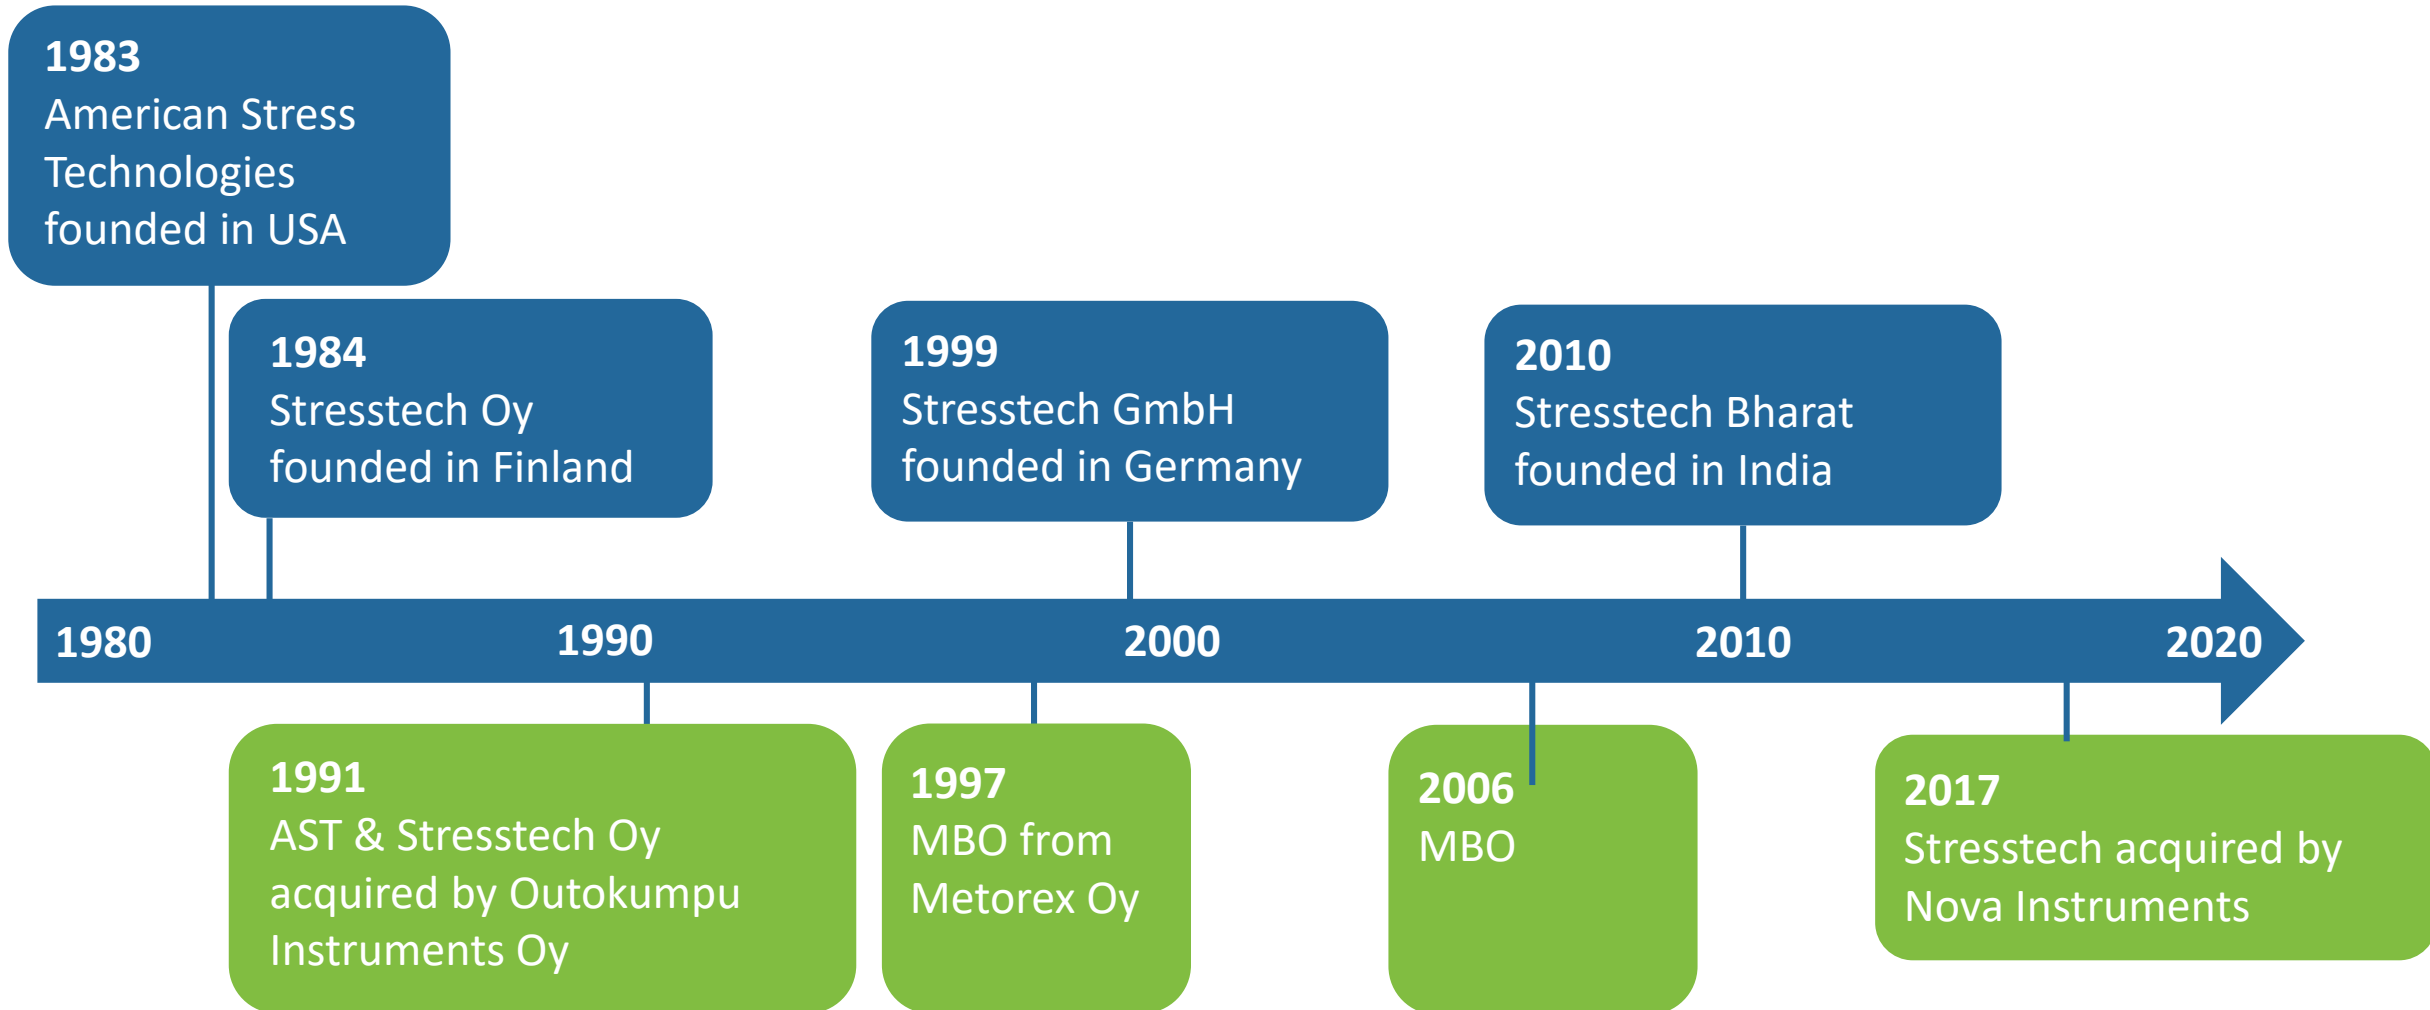 1983
American Stress
Technologies
founded in USA
1984
Stresstech Oy
founded in Finland
1999
Stresstech GmbH
founded in Germany
2010
Stresstech Bharat
founded in India
1980
1990
2000
2010
2020
1991
AST & Stresstech Oy
acquired by Outokumpu
Instruments Oy
1997
MBO from
Metorex Oy
2006
MBO
2017
Stresstech acquired by
Nova Instruments